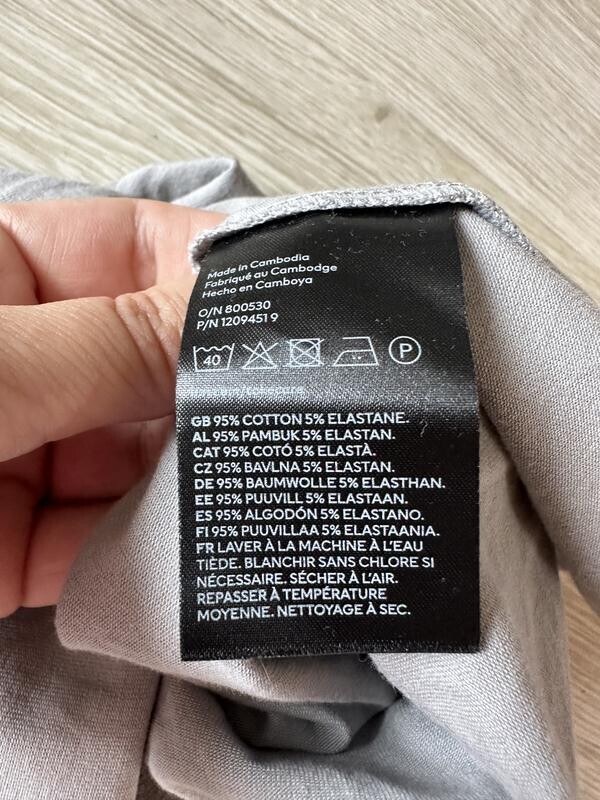 Made in Cambodia
Fabriqué au Cambodge
Hecho en Camboya
O/N 800530
P/N 1209451 9
40
P
GB 95% COTTON 5% ELASTANE.
AL 95% PAMBUK 5% ELASTAN.
CAT 95% COTÓ 5% ELASTÀ.
CZ 95% BAVLNA 5% ELASTAN.
DE 95% BAUMWOLLE 5% ELASTHAN.
EE 95% PUUVILL 5% ELASTAAN.
ES 95% ALGODÓN 5% ELASTANO.
FI 95% PUUVILLAA 5% ELASTAANIA.
FR LAVER À LA MACHINE À L'EAU
TIÈDE. BLANCHIR SANS CHLORE SI
NÉCESSAIRE. SÉCHER À L'AIR.
REPASSER À TEMPÉRATURE
MOYENNE. NETTOYAGE À SEC.